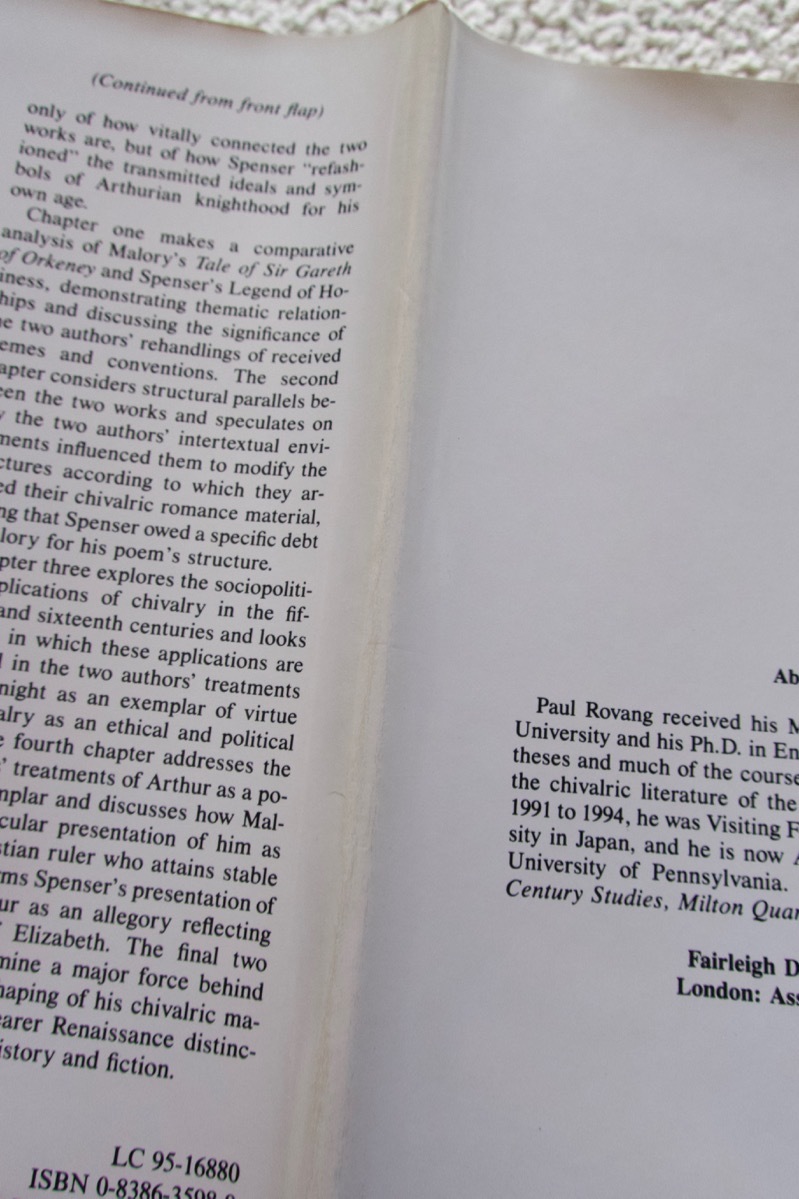 (Continued from front flap)
only of how vitally connected the two
works are, but of how Spenser "refash-
ioned" the transmitted ideals and sym-
bols of Arthurian knighthood for his
own age.
Chapter one makes a comparative
analysis of Malory's Tale of Sir Gareth
of Orkeney and Spenser's Legend of Ho-
iness, demonstrating thematic relation-
hips and discussing the significance of
e two authors' rehandlings of received
emes and conventions. The second
apter considers structural parallels be-
een the two works and speculates on
y the two authors' intertextual envi-
ments influenced them to modify the
ctures according to which they ar-
ed their chivalric romance material,
ng that Spenser owed a specific debt
lory for his poem's structure.
pter three explores the sociopoliti-
plications of chivalry in the fif-
and sixteenth centuries and looks
in which these applications are
l in the two authors' treatments
night as an exemplar of virtue
alry as an ethical and political
e fourth chapter addresses the
' treatments of Arthur as a po-
mplar and discusses how Mal-
cular presentation of him as
stian ruler who attains stable
rms Spenser's presentation of
ur as an allegory reflecting
f Elizabeth. The final two
mine a major force behind
haping of his chivalric ma-
earer Renaissance distinc-
istory and fiction.
LC 95-16880
ISBN 0-8386-3598-
Ab
Paul Rovang received his M
University and his Ph.D. in En
theses and much of the course
the chivalric literature of the
1991 to 1994, he was Visiting F
sity in Japan, and he is now A
University of Pennsylvania.
Century Studies, Milton Quar
Fairleigh D
London: Ass